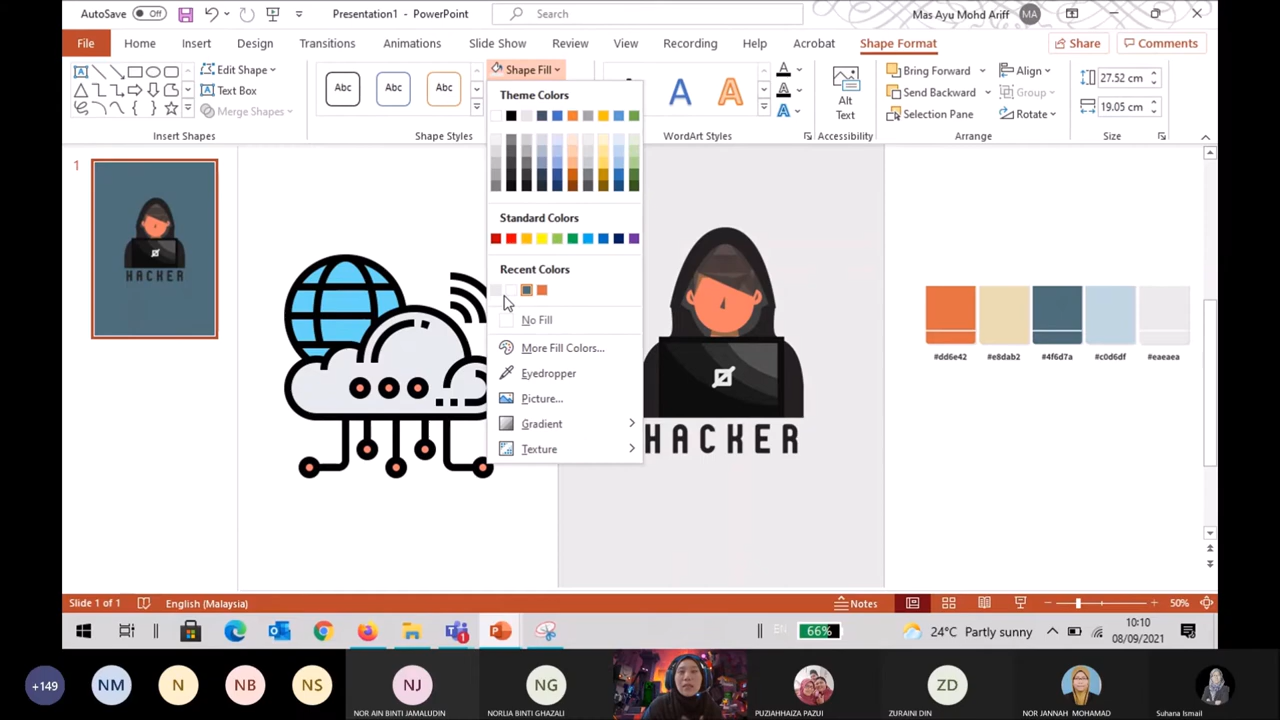 AutoSave Off Presentation1 - PowerPoint Search Mas Ayu Mohd Ariff MA
File Home Insert Design Transitions Animations Slide Show Review View Recording Help Acrobat Shape Format Share Comments
Edit Shape
Text Box
Merge Shapes
Insert Shapes
Abc Abc Abc
Shape Styles
Shape Fill
Theme Colors
Standard Colors
Recent Colors
No Fill
More Fill Colors...
Eyedropper
Picture...
Gradient
Texture
A A
A
A
A
WordArt Styles
Alt
Text
Accessibility
Bring Forward
Send Backward
Selection Pane
Align
Group
Rotate
Arrange
27.52 cm
19.05 cm
Size
1
HACKER
HACKER
#dd6e42 #e8dab2 #4f6d7a #c0d6df #eaeaea
Slide 1 of 1 English (Malaysia) Notes 50%
1 66% 24°C Partly sunny
EN
10:10
08/09/2021
+149 NM N NB NS NJ NG ZD
NOR AIN BINTI JAMALUDIN NORLIA BINTI GHAZALI PUZIAHHAIZA PAZUI ZURAINI DIN NOR JANNAH MOHAMAD Suhana Ismail